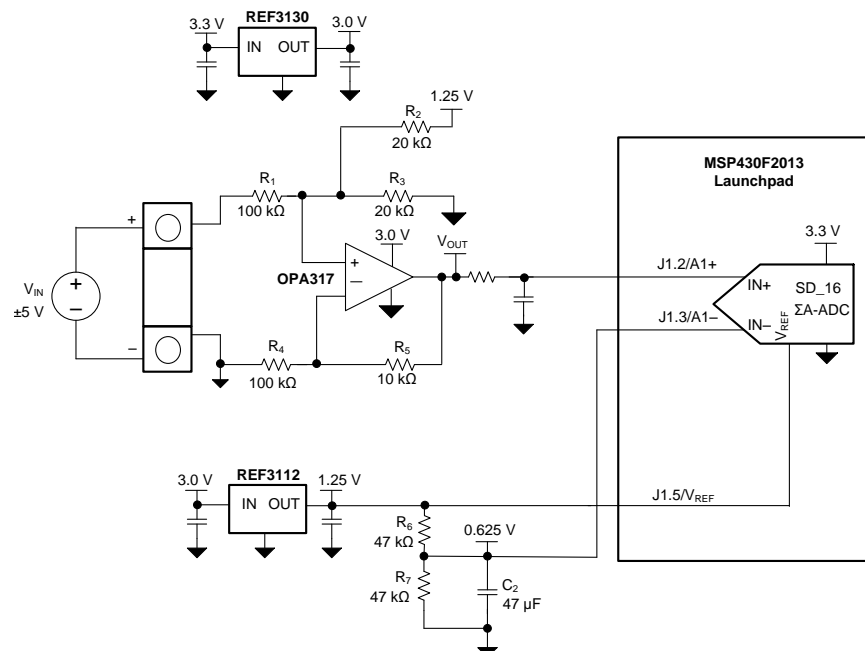 REF3130
3.3 V
3.0 V
IN OUT
1.25 V
R2
20 kΩ
MSP430F2013
Launchpad
R1
100 kΩ
R3
20 kΩ
3.3 V
3.0 V
VOUT
+
+
OPA317
–
J1.2/A1+
IN+
VIN
±5 V
+
–
SD_16
ΣA-ADC
J1.3/A1–
IN–
VREF
–
R4
100 kΩ
R5
10 kΩ
REF3112
3.0 V
1.25 V
IN OUT
J1.5/VREF
R6
47 kΩ
0.625 V
R7
47 kΩ
C2
47 µF